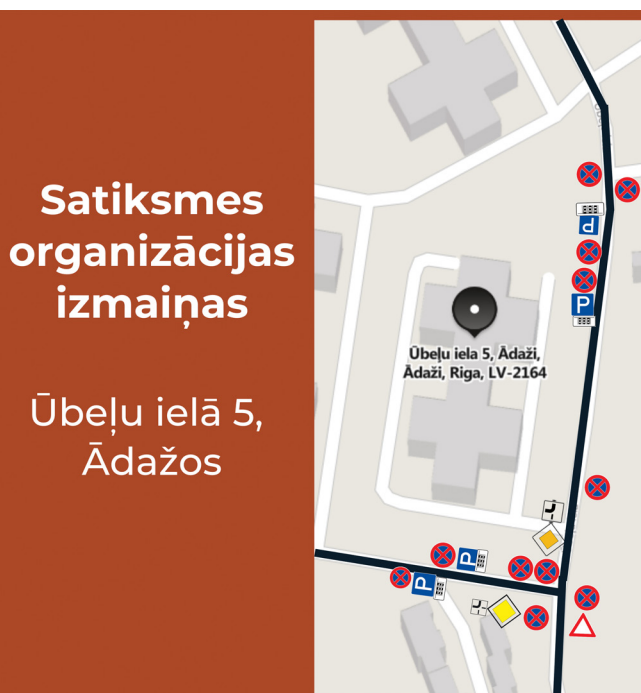 Satiksmes
organizācijas
izmaiņas
Ūbeļu ielā 5,
Ādažos
P
P
Ūbeļu iela 5, Ādaži,
Ādaži, Riga, LV-2164
P
P